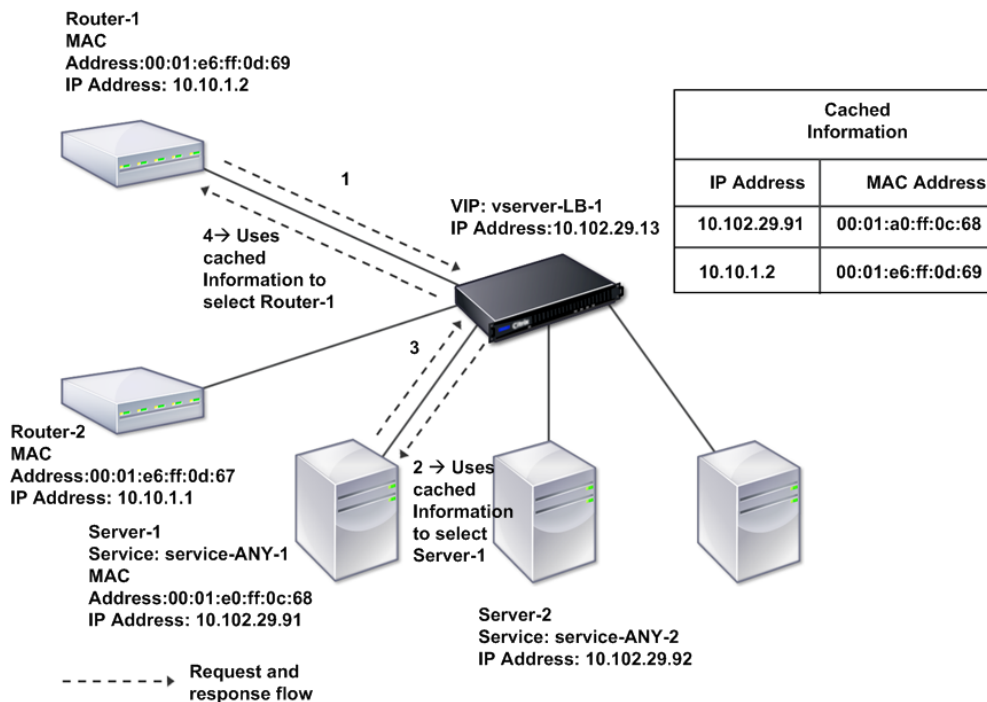 Router-1
MAC
Address:00:01:e6:ff:0d:69
IP Address: 10.10.1.2
Cached
Information
IP Address
MAC Address
10.102.29.91
00:01:a0:ff:0c:68
10.10.1.2
00:01:e6:ff:0d:69
1
VIP: vserver-LB-1
IP Address:10.102.29.13
4→ Uses
cached
Information to
select Router-1
Citrix
3
Router-2
MAC
Address:00:01:e6:ff:0d:67
IP Address: 10.10.1.1
2 → Uses
cached
Information
to select
Server-1
Server-1
Service: service-ANY-1
MAC
Address:00:01:e0:ff:0c:68
IP Address: 10.102.29.91
Server-2
Service: service-ANY-2
IP Address: 10.102.29.92
Request and
response flow